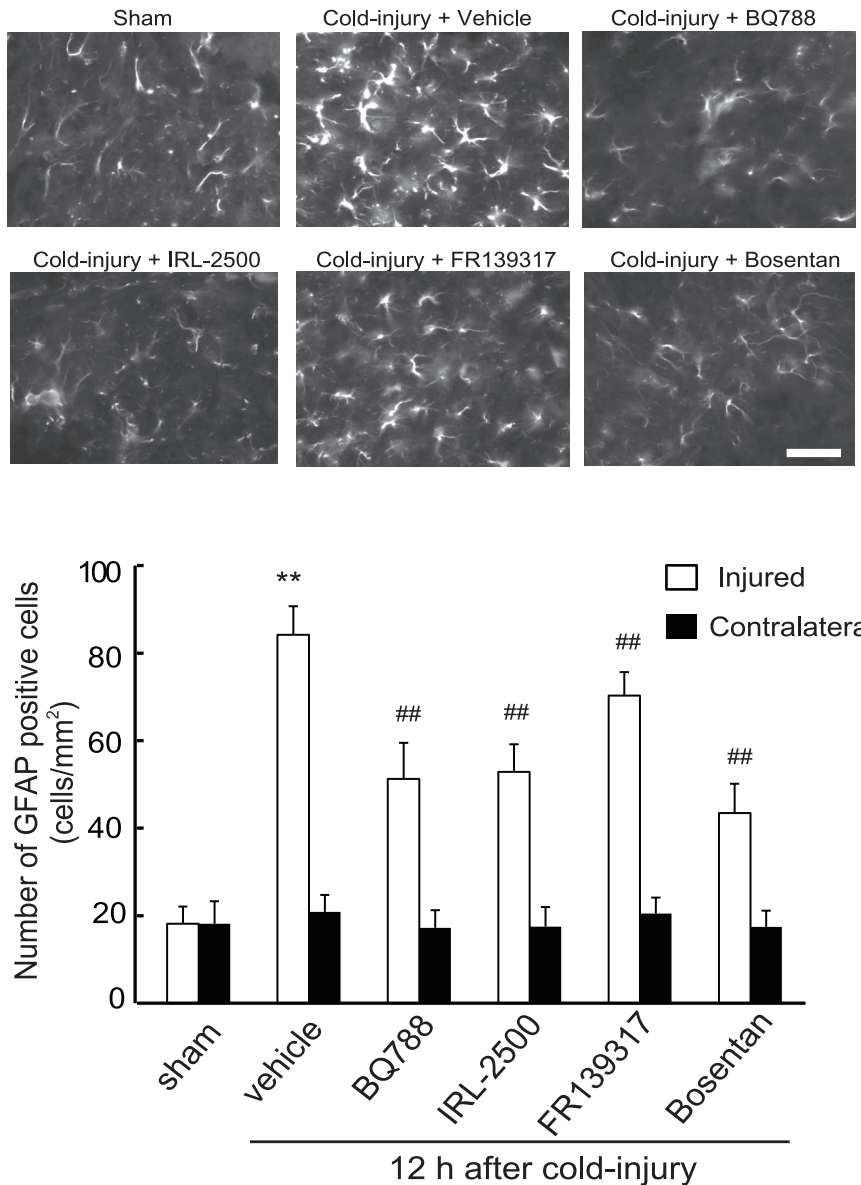 Sham
Cold-injury + Vehicle
Cold-injury + BQ788
Cold-injury + IRL-2500
Cold-injury + FR139317
Cold-injury + Bosentan
Number of GFAP positive cells
(cells/mm²)
100
80
60
40
20
0
**
##
##
##
##
Injured
Contralatera
sham
vehicle
BQ788
IRL-2500
FR139317
Bosentan
12 h after cold-injury